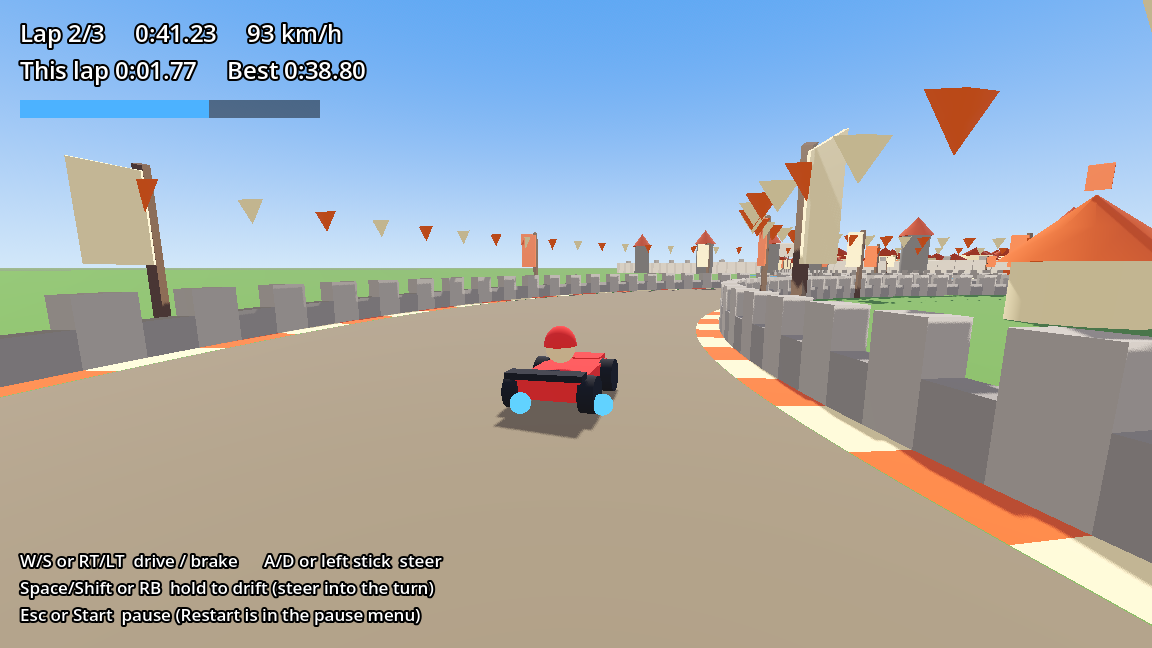 Lap 2/3 0:41.23 93 km/h
This lap 0:01.77 Best 0:38.80
W/S or RT/LT drive / brake A/D or left stick steer
Space/Shift or RB hold to drift (steer into the turn)
Esc or Start pause (Restart is in the pause menu)